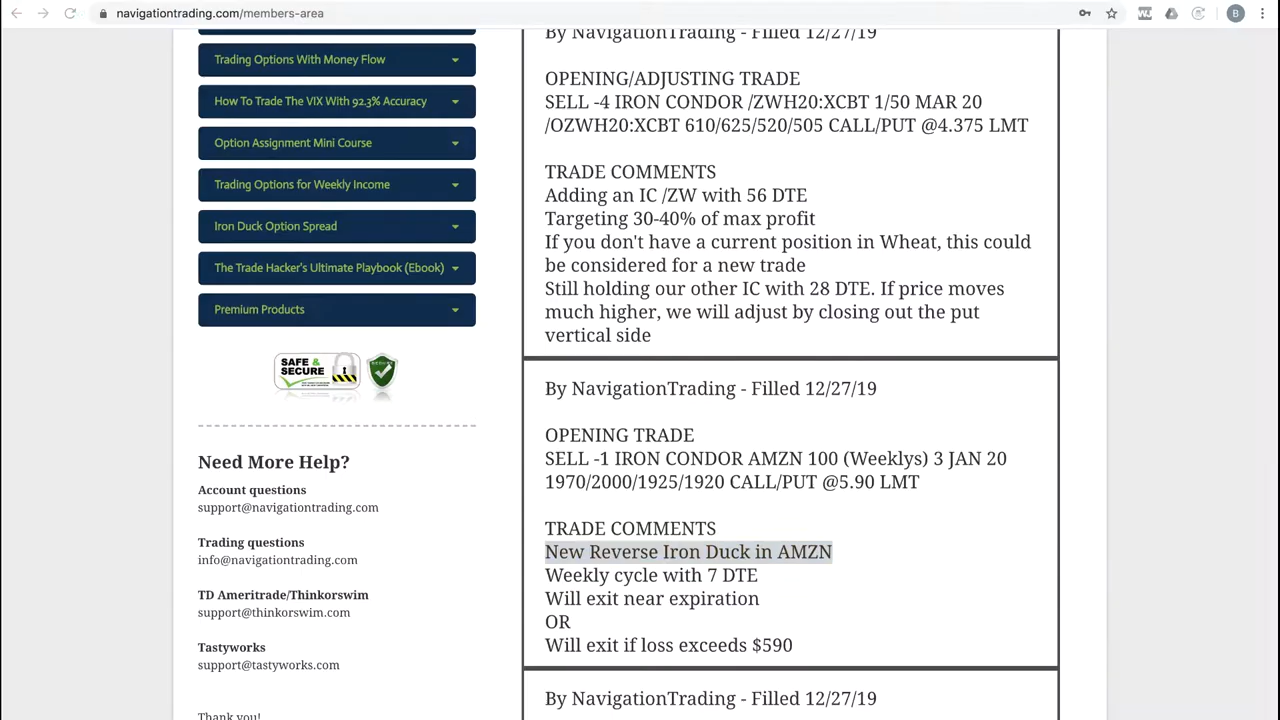 navigationtrading.com/members-area
B
Trading Options With Money Flow
How To Trade The VIX With 92.3% Accuracy
Option Assignment Mini Course
Trading Options for Weekly Income
Iron Duck Option Spread
The Trade Hacker's Ultimate Playbook (Ebook)
Premium Products
SAFE &
SECURE
Need More Help?
Account questions
support@navigationtrading.com
Trading questions
info@navigationtrading.com
TD Ameritrade/Thinkorswim
support@thinkorswim.com
Tastyworks
support@tastyworks.com
Thank you!
By NavigationTrading - Filled 12/27/19
OPENING/ADJUSTING TRADE
SELL -4 IRON CONDOR /ZWH20:XCBT 1/50 MAR 20
/OZWH20:XCBT 610/625/520/505 CALL/PUT @4.375 LMT
TRADE COMMENTS
Adding an IC /ZW with 56 DTE
Targeting 30-40% of max profit
If you don't have a current position in Wheat, this could
be considered for a new trade
Still holding our other IC with 28 DTE. If price moves
much higher, we will adjust by closing out the put
vertical side
By NavigationTrading - Filled 12/27/19
OPENING TRADE
SELL -1 IRON CONDOR AMZN 100 (Weeklys) 3 JAN 20
1970/2000/1925/1920 CALL/PUT @5.90 LMT
TRADE COMMENTS
New Reverse Iron Duck in AMZN
Weekly cycle with 7 DTE
Will exit near expiration
OR
Will exit if loss exceeds $590
By NavigationTrading - Filled 12/27/19